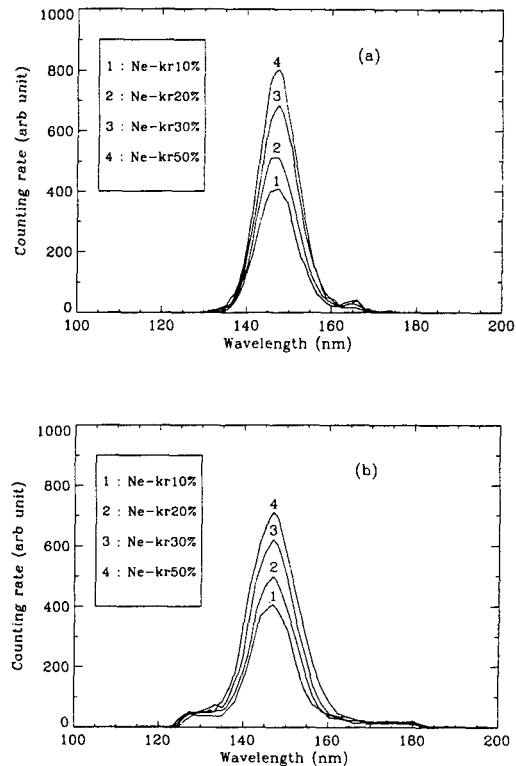 1000
800
600
400
200
0
100
120
140
160
180
200
Counting rate (arb unit)
Wavelength (nm)
(a)
1 : Ne-kr10%
2 : Ne-kr20%
3 : Ne-kr30%
4 : Ne-kr50%
4
3
2
1
1000
800
600
400
200
0
100
120
140
160
180
200
Counting rate (arb unit)
Wavelength (nm)
(b)
1 : Ne-kr10%
2 : Ne-kr20%
3 : Ne-kr30%
4 : Ne-kr50%
4
3
2
1